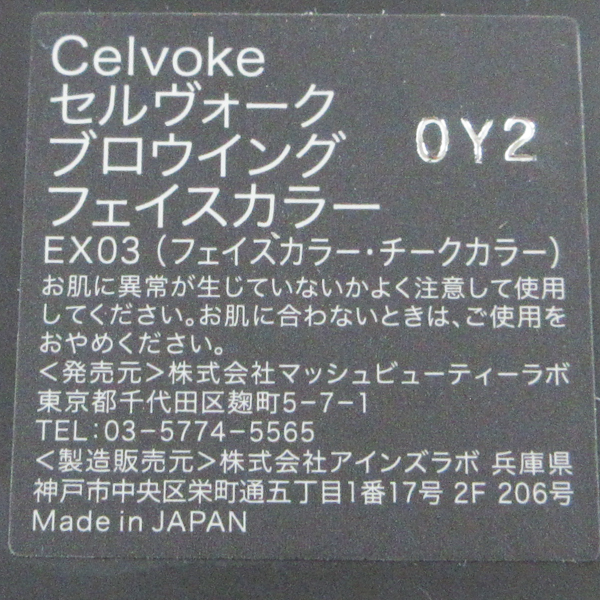 Celvoke
セルヴォーク
ブロウイング
フェイスカラー
0Y2
EX03 (フェイスカラー・チークカラー)
お肌に異常が生じていないかよく注意して使用
してください。お肌に合わないときは、ご使用を
おやめください。
<発売元>株式会社マッシュビューティーラボ
東京都千代田区麹町5-7-1
TEL:03-5774-5565
<製造販売元>株式会社アインズラボ 兵庫県
神戸市中央区栄町通五丁目1番17号 2F 206号
Made in JAPAN